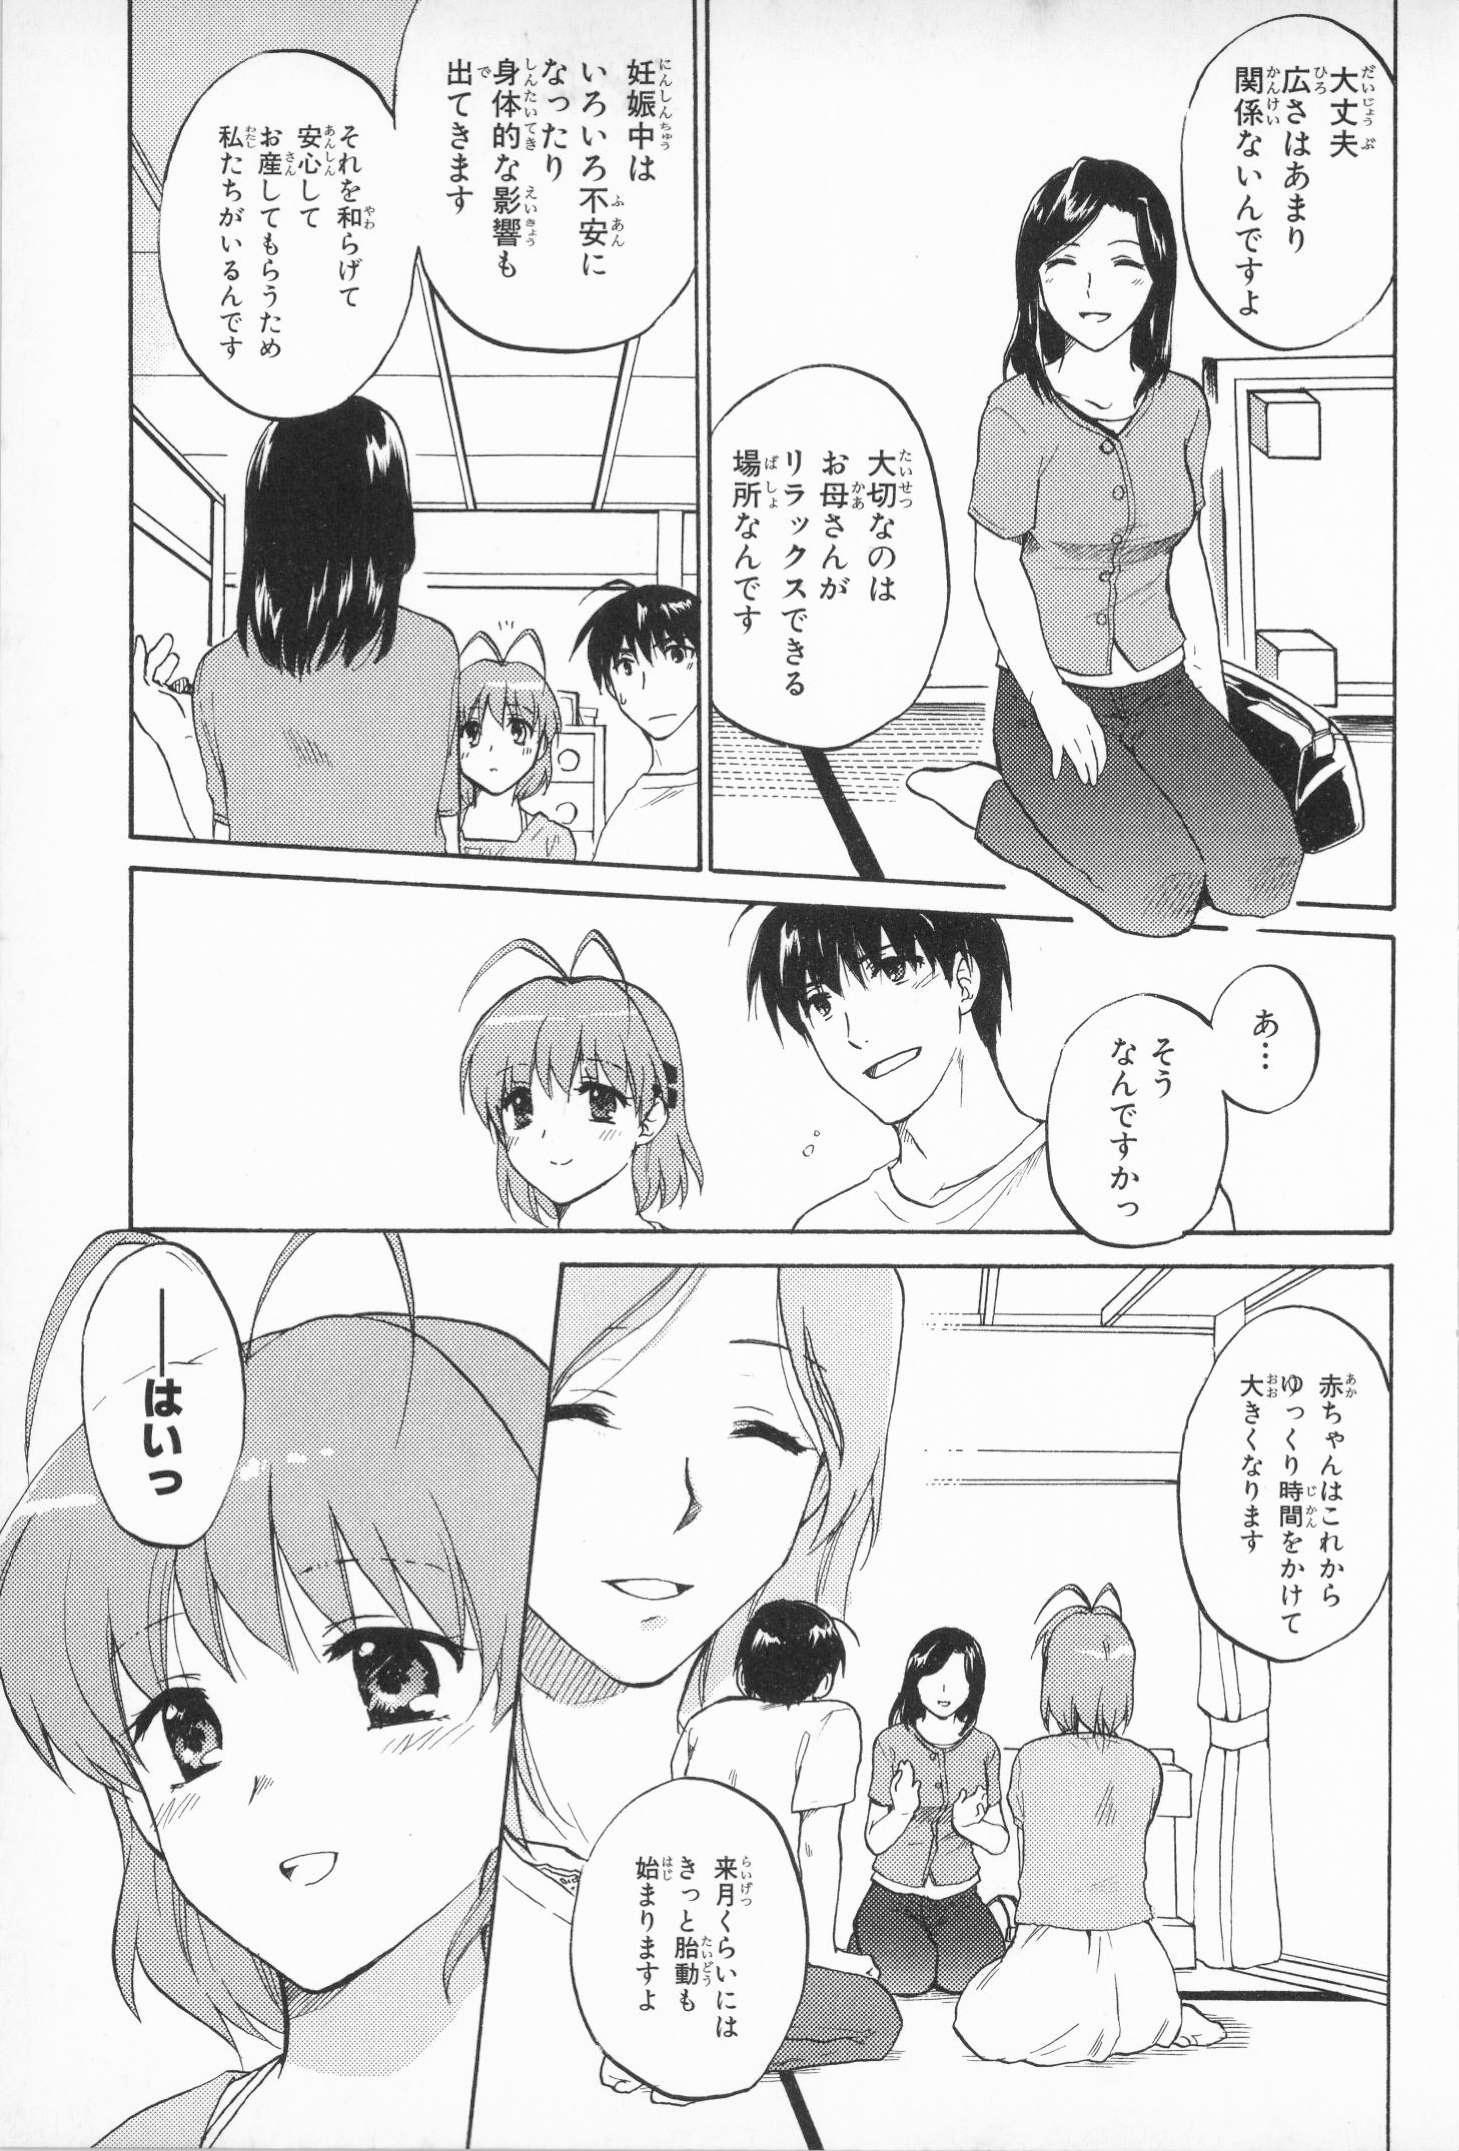 大丈夫
広さはあまり
関係ないんですよ
大切なのは
お母さんが
リラックスできる
場所なんです
妊娠中は
いろいろ不安に
なったり
身体的な影響も
出てきます
それを和らげて
安心して
お産してもらうため
私たちがいるんです
あ…
そう
なんですかっ
赤ちゃんはこれから
ゆっくり時間をかけて
大きくなります
来月くらいには
きっと胎動も
始まりますよ
──はいっ